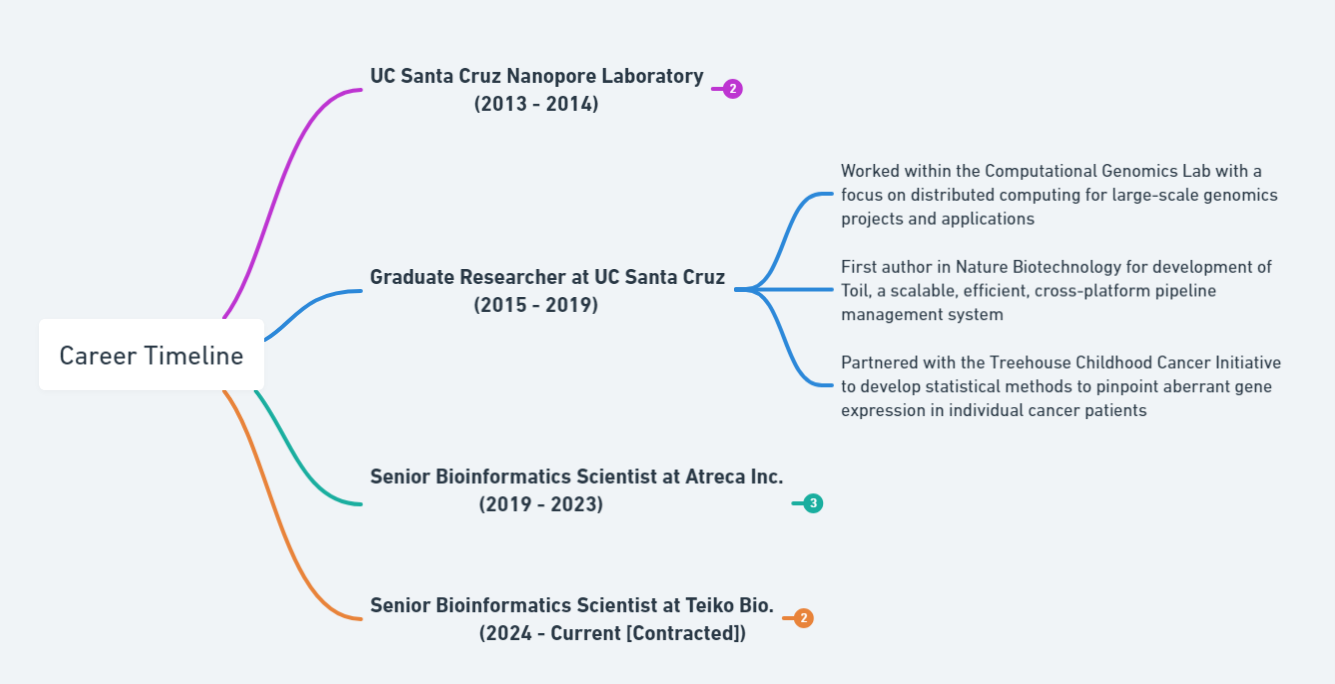 UC Santa Cruz Nanopore Laboratory
(2013 - 2014)
2
Worked within the Computational Genomics Lab with a
focus on distributed computing for large-scale genomics
projects and applications
Graduate Researcher at UC Santa Cruz
(2015 - 2019)
First author in Nature Biotechnology for development of
Toil, a scalable, efficient, cross-platform pipeline
management system
Career Timeline
Partnered with the Treehouse Childhood Cancer Initiative
to develop statistical methods to pinpoint aberrant gene
expression in individual cancer patients
Senior Bioinformatics Scientist at Atreca Inc.
(2019 - 2023)
3
Senior Bioinformatics Scientist at Teiko Bio.
(2024 - Current [Contracted])
2